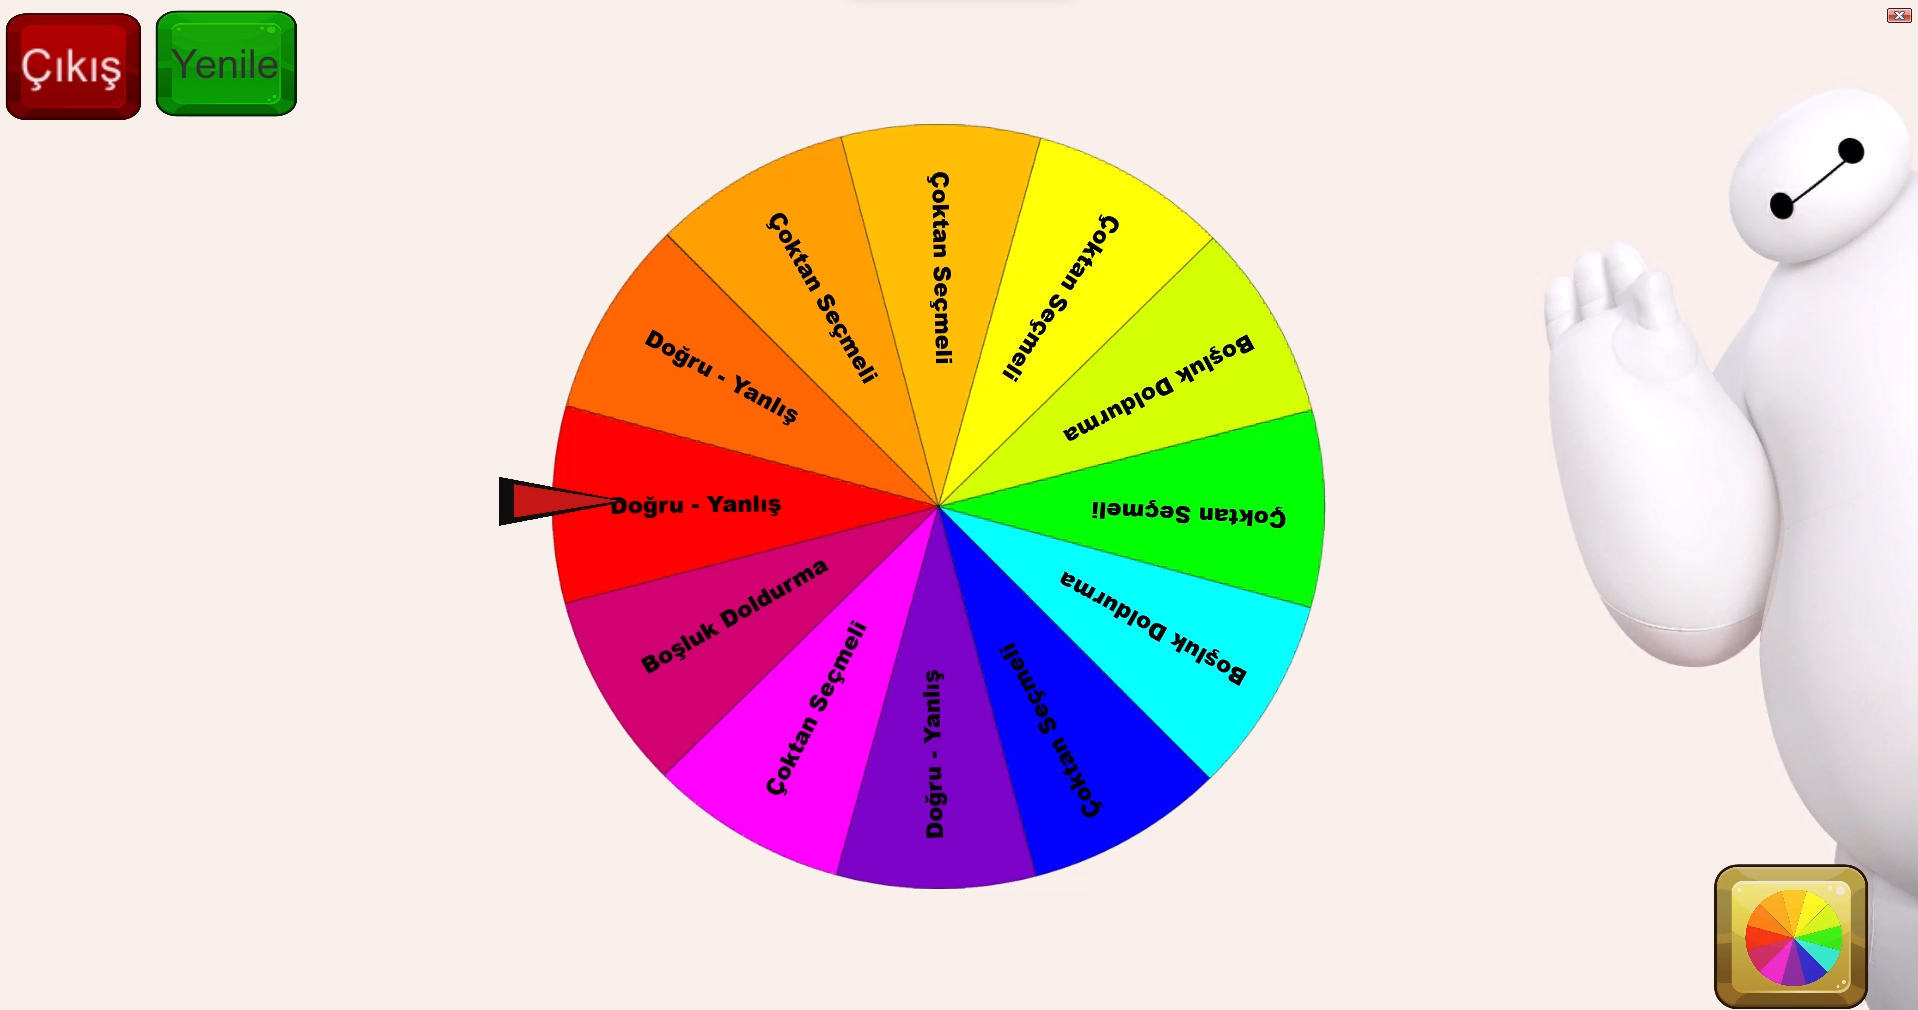 Çıkış
Yenile
Çoktan Seçmeli
Çoktan Seçmeli
Boşluk Doldurma
Çoktan Seçmeli
Boşluk Doldurma
Çoktan Seçmeli
Doğru - Yanlış
Çoktan Seçmeli
Boşluk Doldurma
Doğru - Yanlış
Doğru - Yanlış
Çoktan Seçmeli